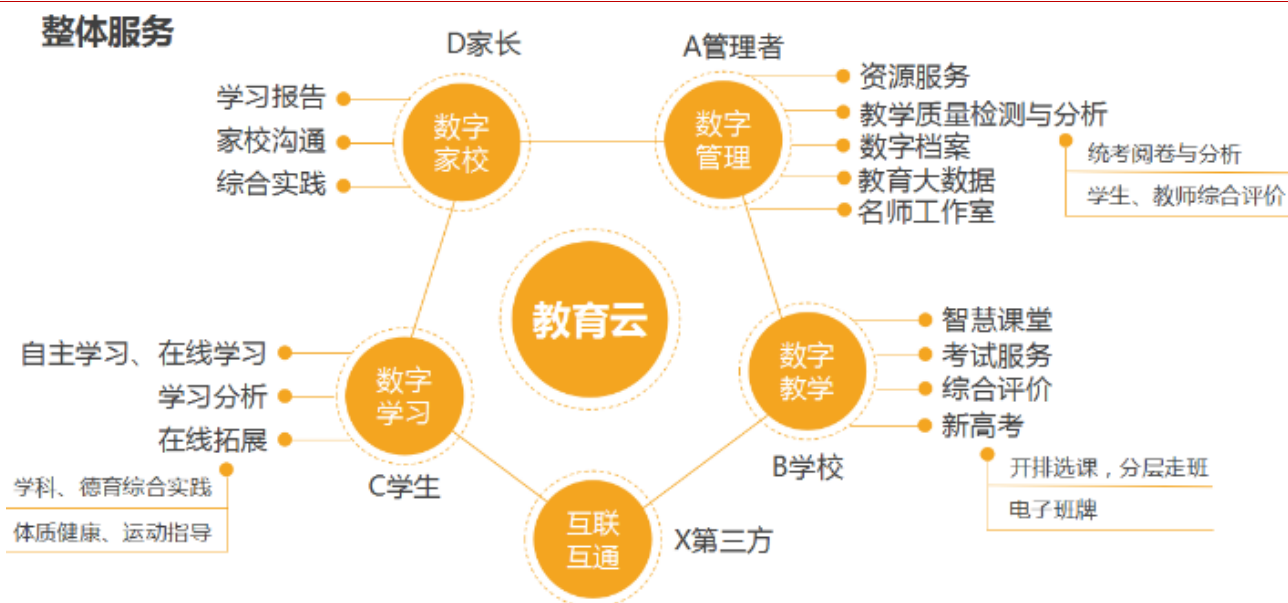 整体服务
D家长
学习报告
家校沟通
综合实践
数字
家校
A管理者
数字
管理
资源服务
教学质量检测与分析
数字档案
教育大数据
名师工作室
统考阅卷与分析
学生、教师综合评价
教育云
自主学习、在线学习
学习分析
在线拓展
数字
学习
C学生
学科、德育综合实践
体质健康、运动指导
数字
教学
B学校
智慧课堂
考试服务
综合评价
新高考
开排选课，分层走班
电子班牌
互联
互通
X第三方